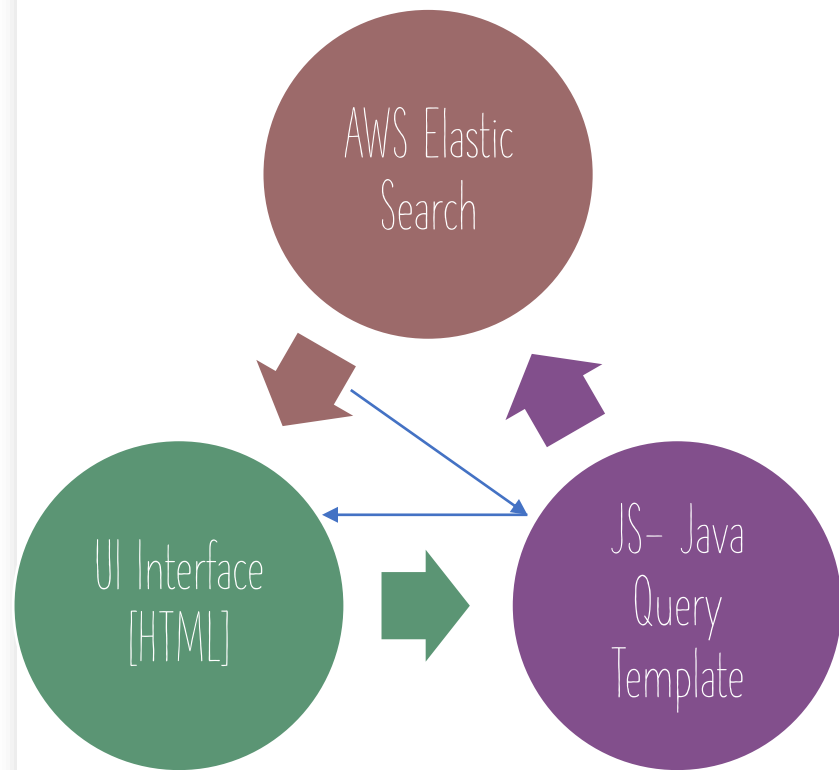 AWS Elastic
Search
UI Interface
[HTML]
JS- Java
Query
Template